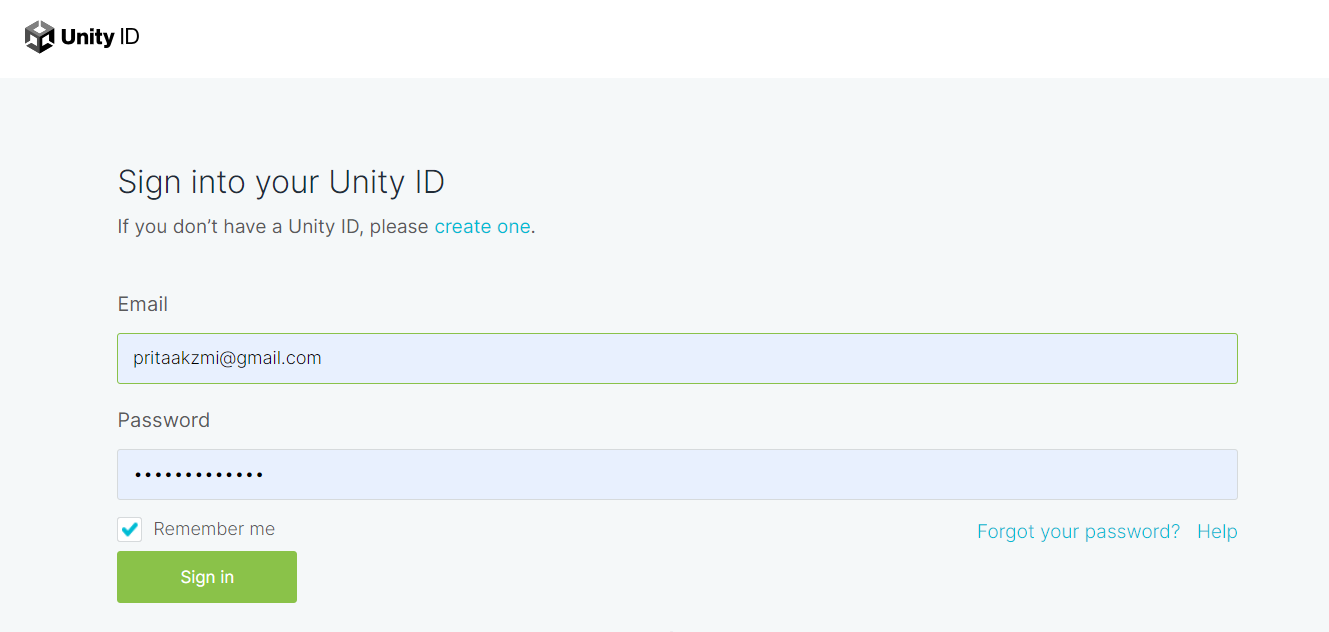 Unity ID
Sign into your Unity ID
If you don’t have a Unity ID, please create one.
Email
pritaakzmi@gmail.com
Password
•••••••••••••
Remember me
Forgot your password? Help
Sign in